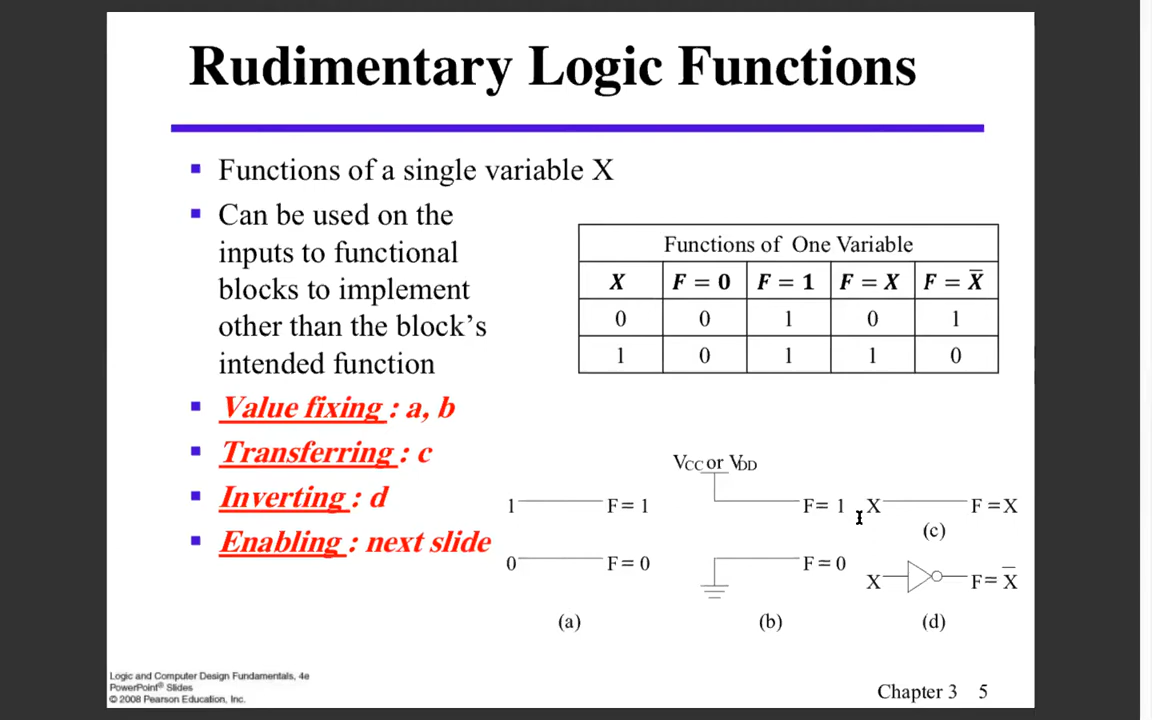 Rudimentary Logic Functions
Functions of a single variable X
Can be used on the
inputs to functional
blocks to implement
other than the block's
intended function
Value fixing : a, b
Transferring : c
Inverting : d
Enabling : next slide
Functions of One Variable
X F = 0 F = 1 F = X F = X̅
0 0 1 0 1
1 0 1 1 0
VCC or VDD
1 F = 1 F = 1 X F = X
(c)
0 F = 0 F = 0 X F = X̅
(a) (b) (d)
Logic and Computer Design Fundamentals, 4e
PowerPoint® Slides
© 2008 Pearson Education, Inc.
Chapter 3 5